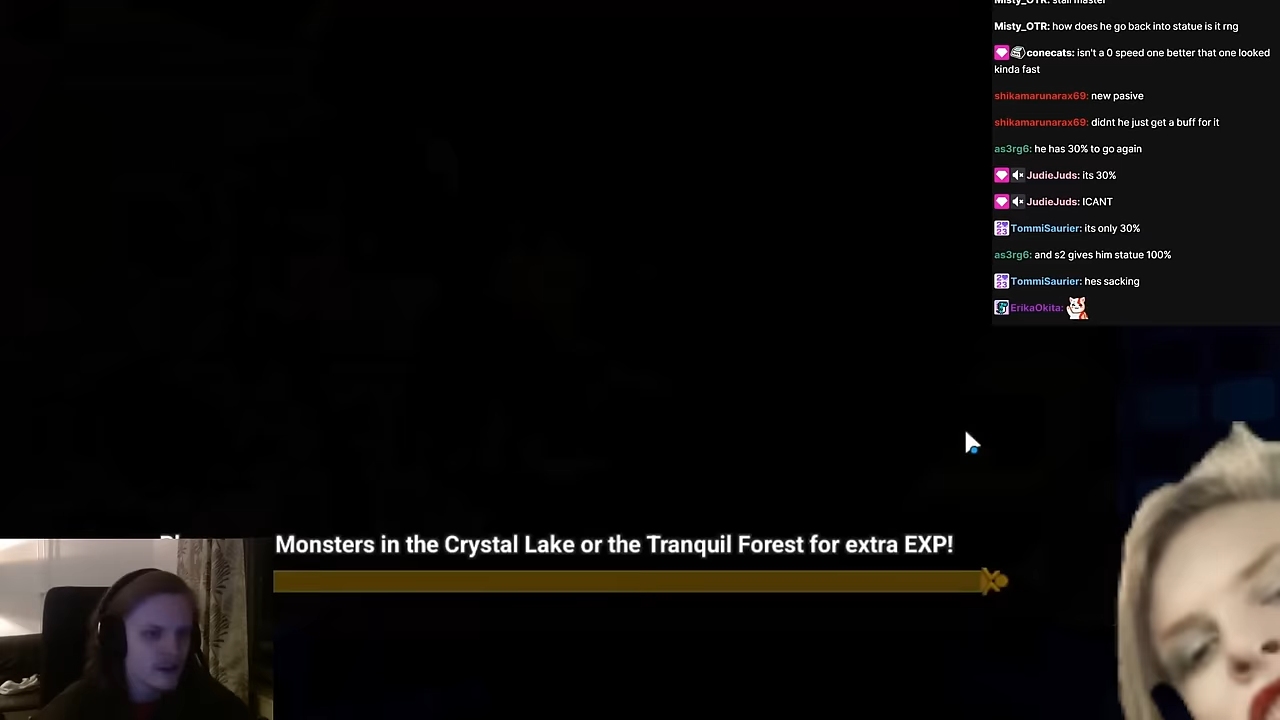 Misty_OTR: stall master
Misty_OTR: how does he go back into statue is it rng
conecats: isn't a 0 speed one better that one looked
kinda fast
shikamarunarax69: new pasive
shikamarunarax69: didnt he just get a buff for it
as3rg6: he has 30% to go again
JudieJuds: its 30%
JudieJuds: ICANT
TommiSaurier: its only 30%
as3rg6: and s2 gives him statue 100%
TommiSaurier: hes sacking
ErikaOkita:
Monsters in the Crystal Lake or the Tranquil Forest for extra EXP!